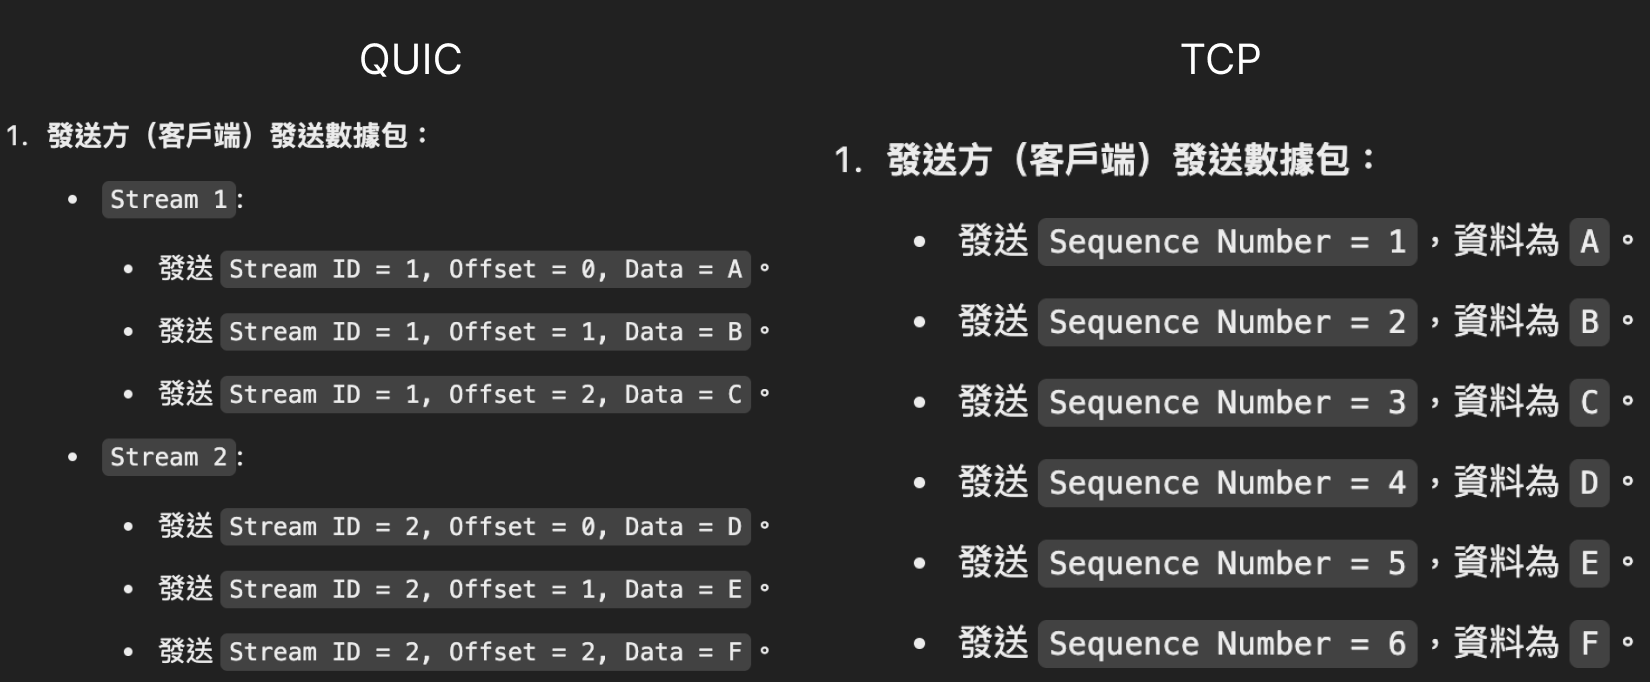 QUIC
1. 發送方（客戶端）發送數據包：
• Stream 1:
• 發送 Stream ID = 1, Offset = 0, Data = A 。
• 發送 Stream ID = 1, Offset = 1, Data = B 。
• 發送 Stream ID = 1, Offset = 2, Data = C 。
• Stream 2:
• 發送 Stream ID = 2, Offset = 0, Data = D 。
• 發送 Stream ID = 2, Offset = 1, Data = E 。
• 發送 Stream ID = 2, Offset = 2, Data = F 。
TCP
1. 發送方（客戶端）發送數據包：
• 發送 Sequence Number = 1 ，資料為 A 。
• 發送 Sequence Number = 2 ，資料為 B 。
• 發送 Sequence Number = 3 ，資料為 C 。
• 發送 Sequence Number = 4 ，資料為 D 。
• 發送 Sequence Number = 5 ，資料為 E 。
• 發送 Sequence Number = 6 ，資料為 F 。